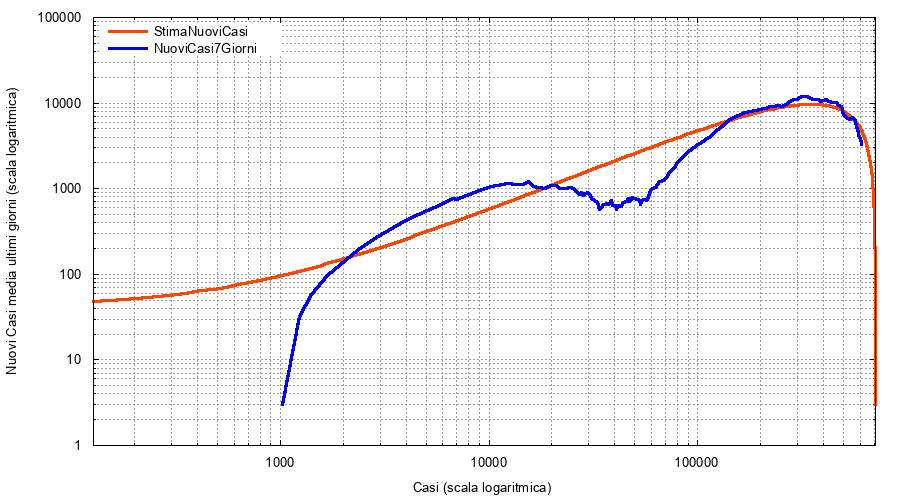 100000
10000
1000
100
10
1
StimaNuoviCasi
NuoviCasi7Giorni
Nuovi Casi media ultimi giorni (scala logaritmica)
1000 10000 100000
Casi (scala logaritmica)